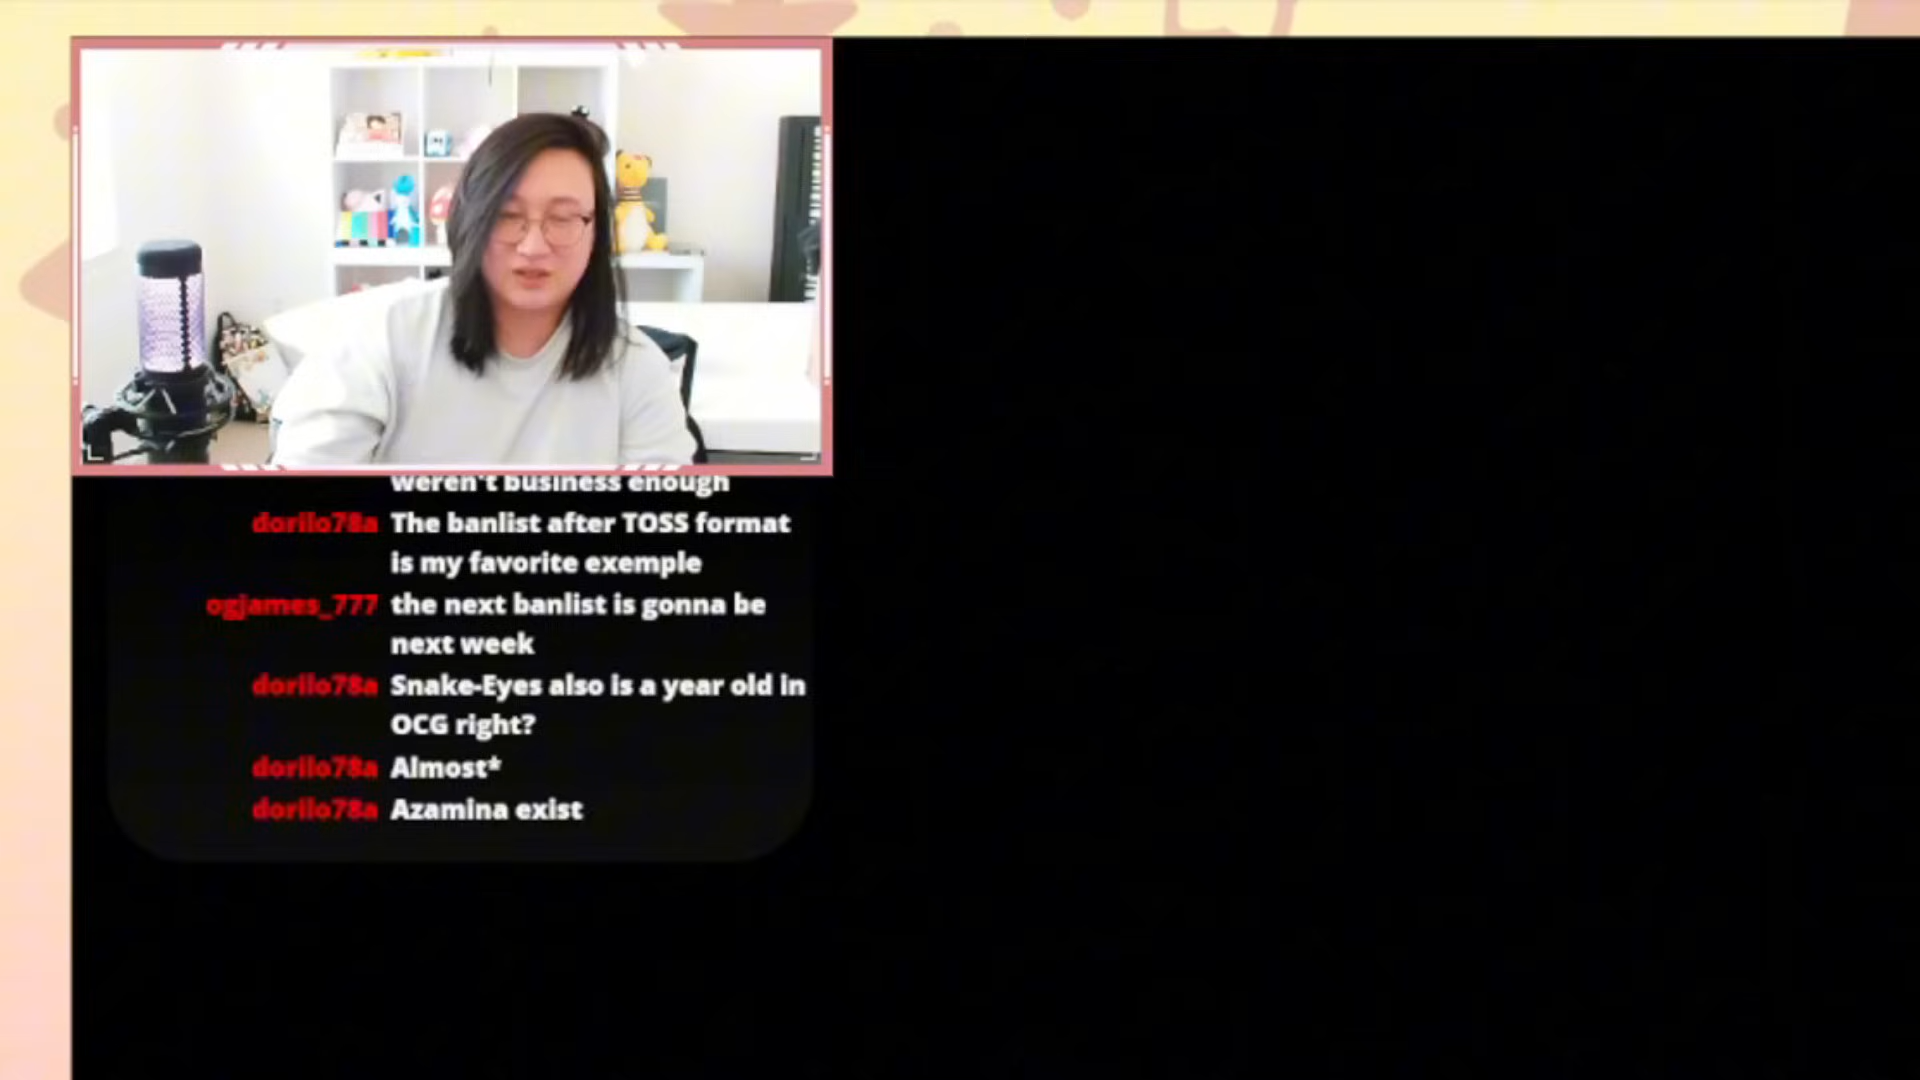 weren't business enough
dorilo78a The banlist after TOSS format
is my favorite exemple
ogjames_777 the next banlist is gonna be
next week
dorilo78a Snake-Eyes also is a year old in
OCG right?
dorilo78a Almost*
dorilo78a Azamina exist